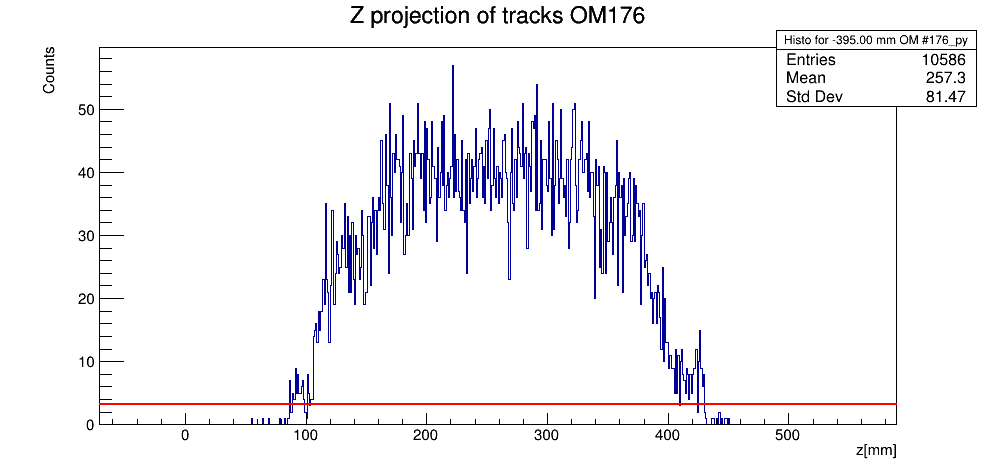 Z projection of tracks OM176
Histo for -395.00 mm OM #176_py
Entries 10586
Mean 257.3
Std Dev 81.47
Counts
50
40
30
20
10
0
0 100 200 300 400 500
z[mm]